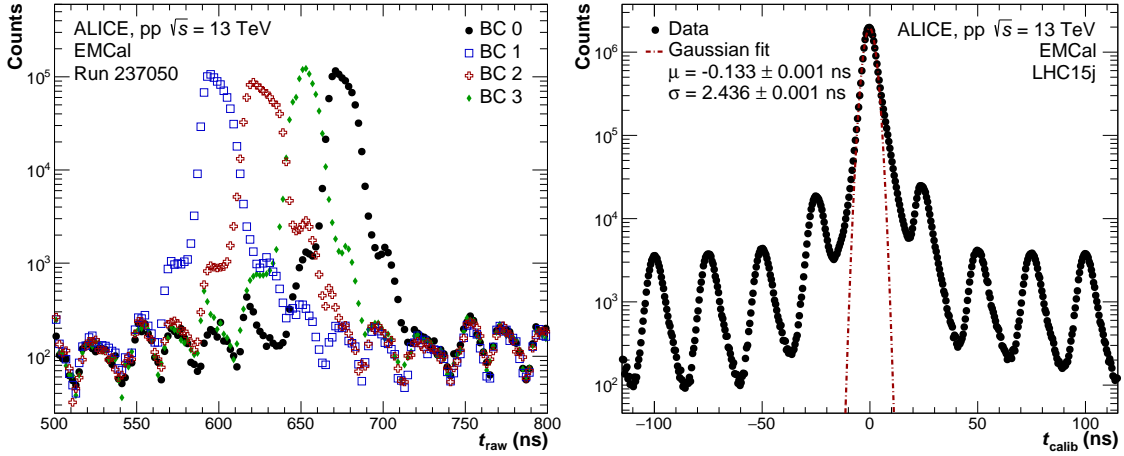 Counts
ALICE, pp √s = 13 TeV
EMCal
Run 237050
BC 0
BC 1
BC 2
BC 3
10⁵
10⁴
10³
10²
500 550 600 650 700 750 800
t_raw (ns)
Counts
Data
Gaussian fit
μ = -0.133 ± 0.001 ns
σ = 2.436 ± 0.001 ns
ALICE, pp √s = 13 TeV
EMCal
LHC15j
10⁶
10⁵
10⁴
10³
10²
−100 −50 0 50 100
t_calib (ns)